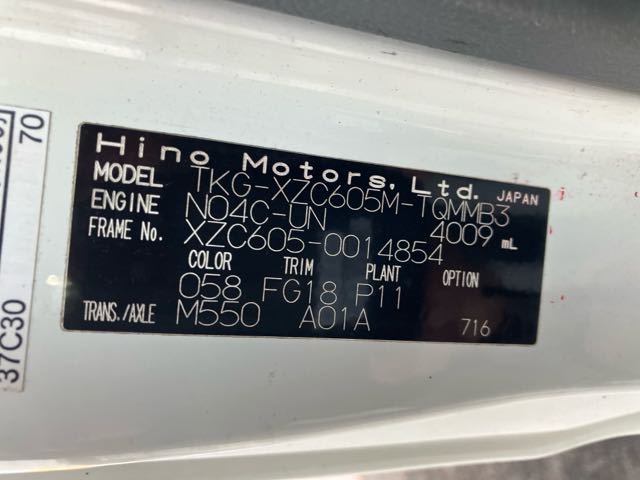 Hino Motors, Ltd. JAPAN
MODEL TKG-XZC605M-TQMMB3
ENGINE N04C-UN 4009 mL
FRAME No. XZC605-0014854
COLOR TRIM PLANT OPTION
058 FG18 P11
TRANS./AXLE M550 A01A 716
37C30
70